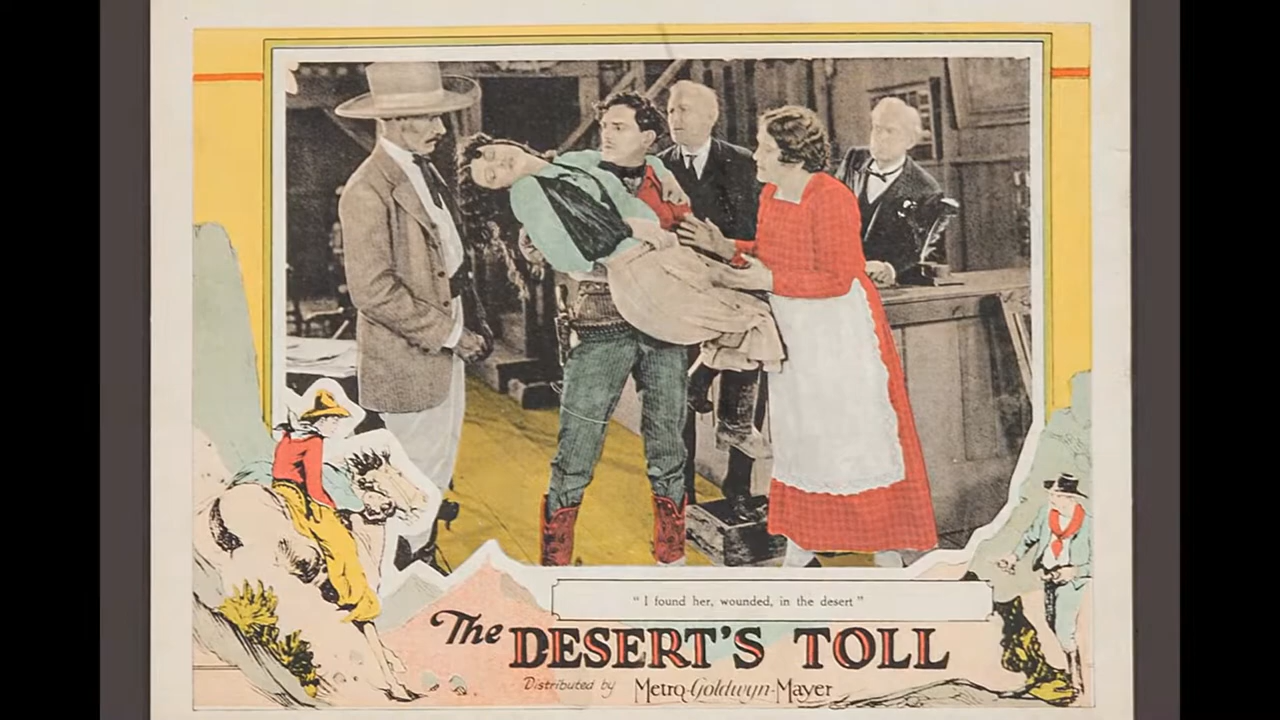 “I found her, wounded, in the desert”
The DESERT'S TOLL
Distributed by Metro-Goldwyn-Mayer